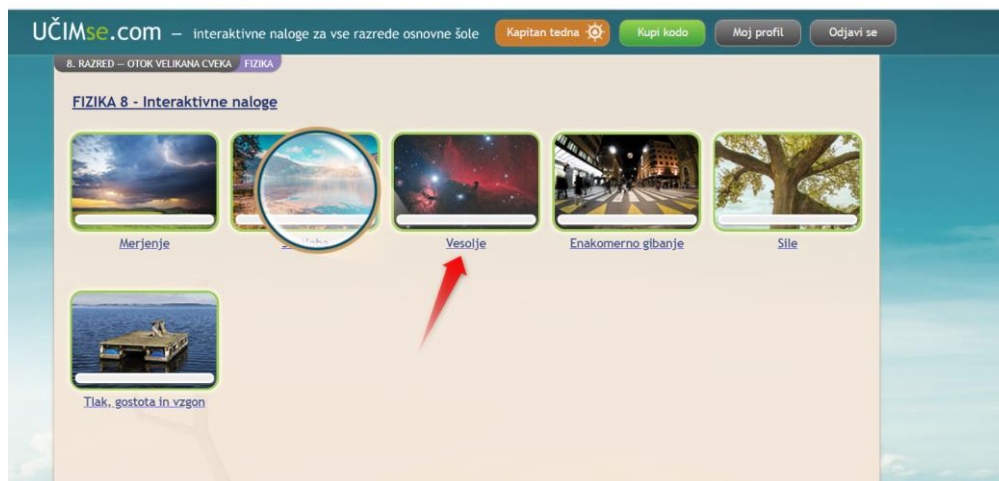 UČIMse.com – interaktivne naloge za vse razrede osnovne šole Kapitan tedna Kupi kodo Moj profil Odjavi se
8. RAZRED – OTOK VELIKANA CVEKA FIZIKA
FIZIKA 8 - Interaktivne naloge
Merjenje Vesolje Enakomerno gibanje Sile
Tlak, gostota in vzgon